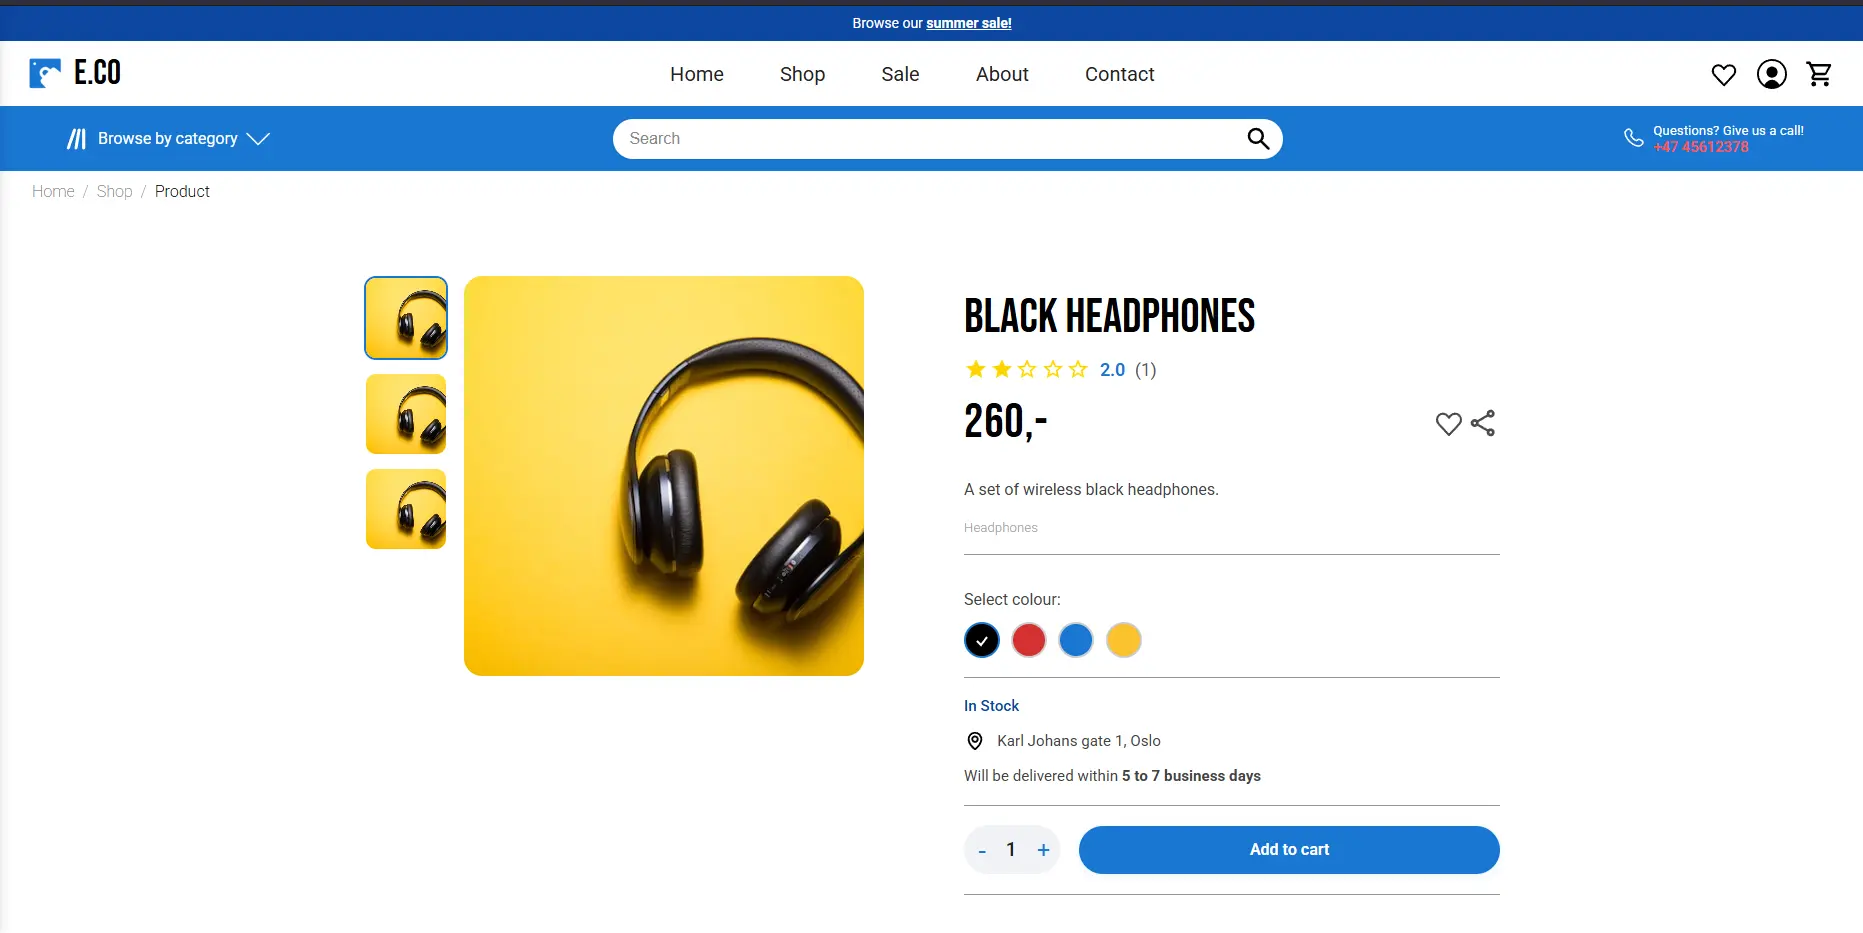 Browse our summer sale!
E.CO
Home Shop Sale About Contact
Browse by category
Search
Questions? Give us a call!
+47 45612378
Home / Shop / Product
BLACK HEADPHONES
2.0 (1)
260,-
A set of wireless black headphones.
Headphones
Select colour:
In Stock
Karl Johans gate 1, Oslo
Will be delivered within 5 to 7 business days
- 1 + Add to cart